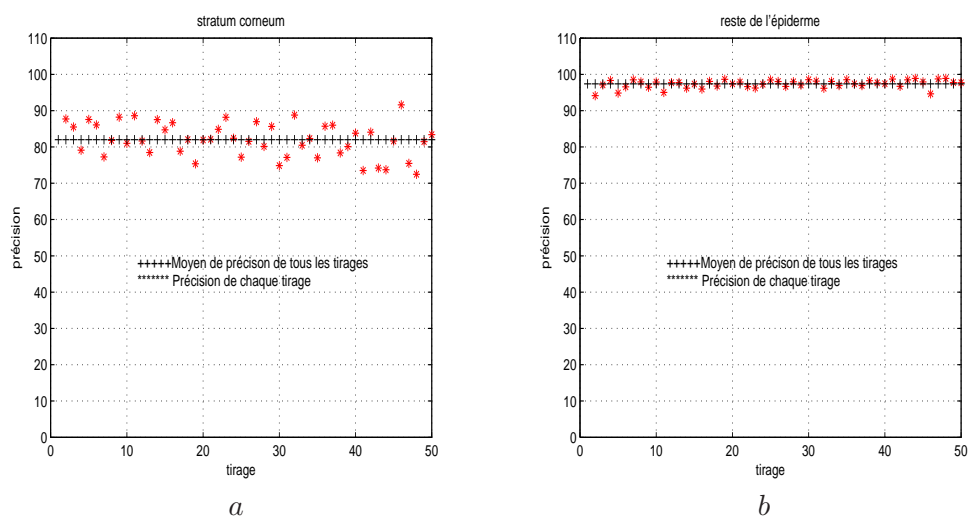 stratum corneum
110
100
90
80
70
60
50
40
30
20
10
0
précision
+++++Moyen de précison de tous les tirages
******* Précision de chaque tirage
0 10 20 30 40 50
tirage
a
reste de l'épiderme
110
100
90
80
70
60
50
40
30
20
10
0
précision
+++++Moyen de précison de tous les tirages
******* Précision de chaque tirage
0 10 20 30 40 50
tirage
b